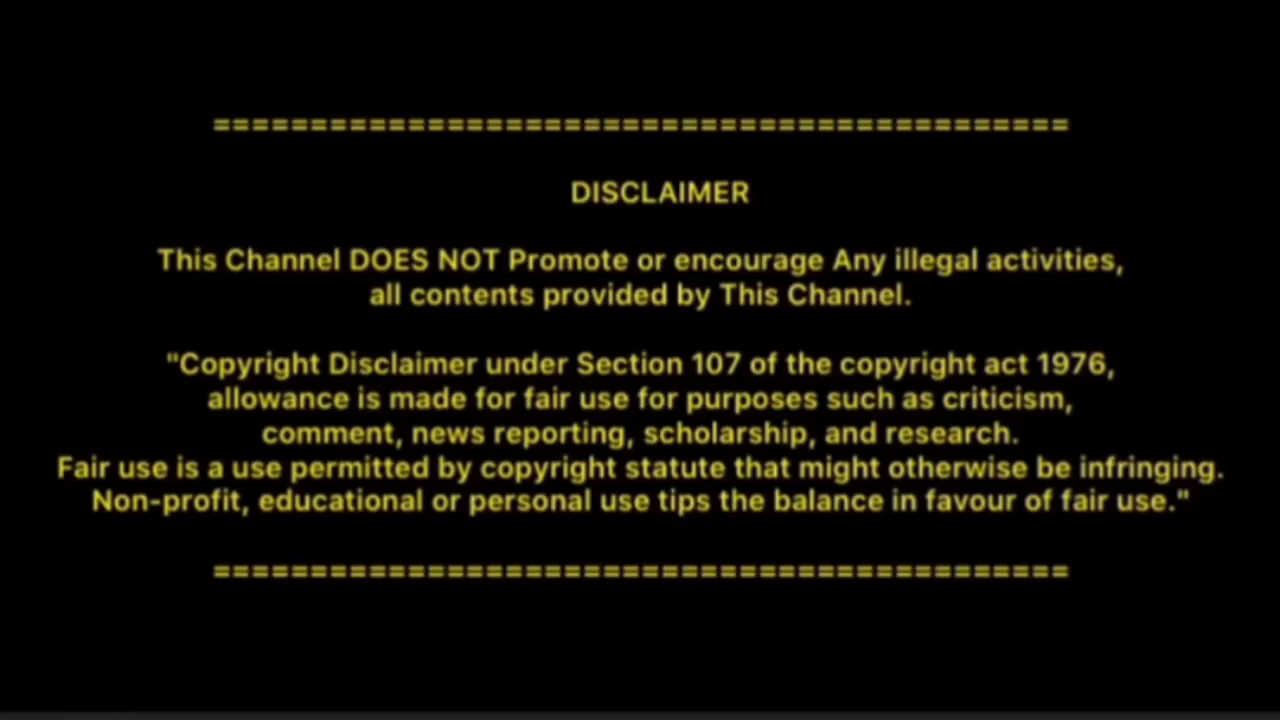 ============================================
DISCLAIMER
This Channel DOES NOT Promote or encourage Any illegal activities,
all contents provided by This Channel.
"Copyright Disclaimer under Section 107 of the copyright act 1976,
allowance is made for fair use for purposes such as criticism,
comment, news reporting, scholarship, and research.
Fair use is a use permitted by copyright statute that might otherwise be infringing.
Non-profit, educational or personal use tips the balance in favour of fair use."
============================================